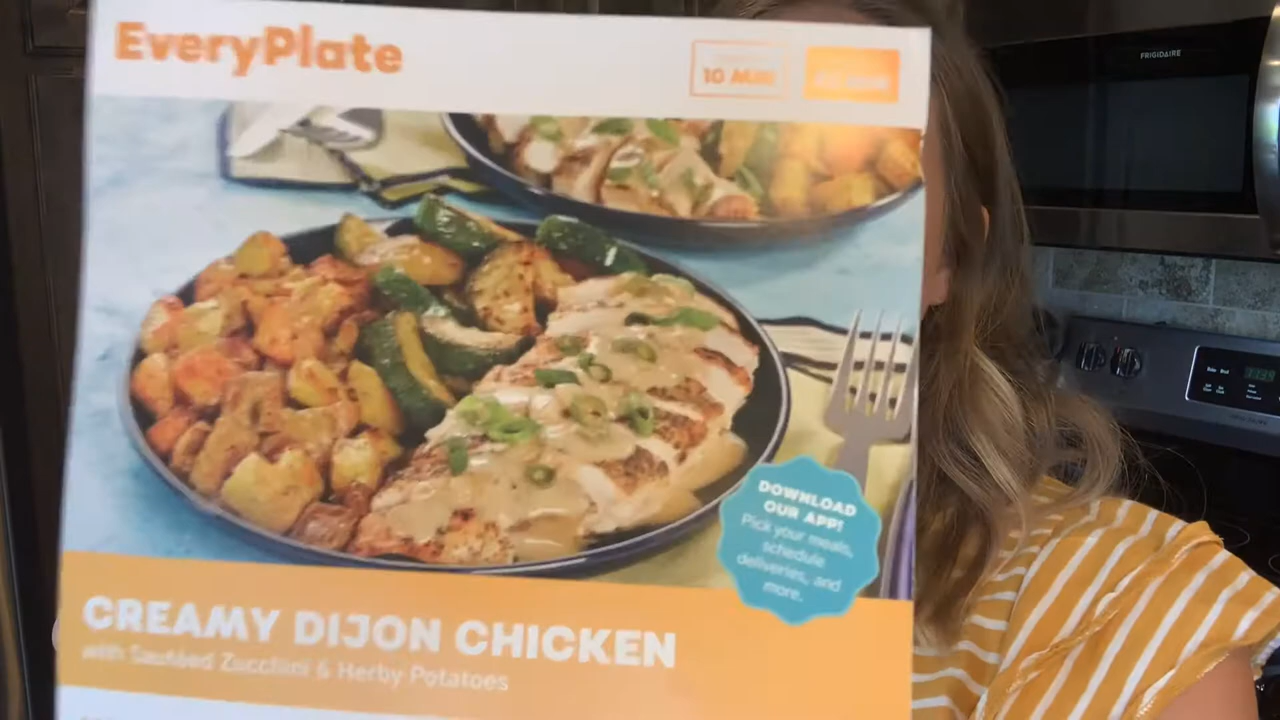 EveryPlate
10 MIN
FRIGIDAIRE
DOWNLOAD
OUR APP!
Pick your meals,
schedule
deliveries, and
more.
CREAMY DIJON CHICKEN
with Sautéed Zucchini & Herby Potatoes